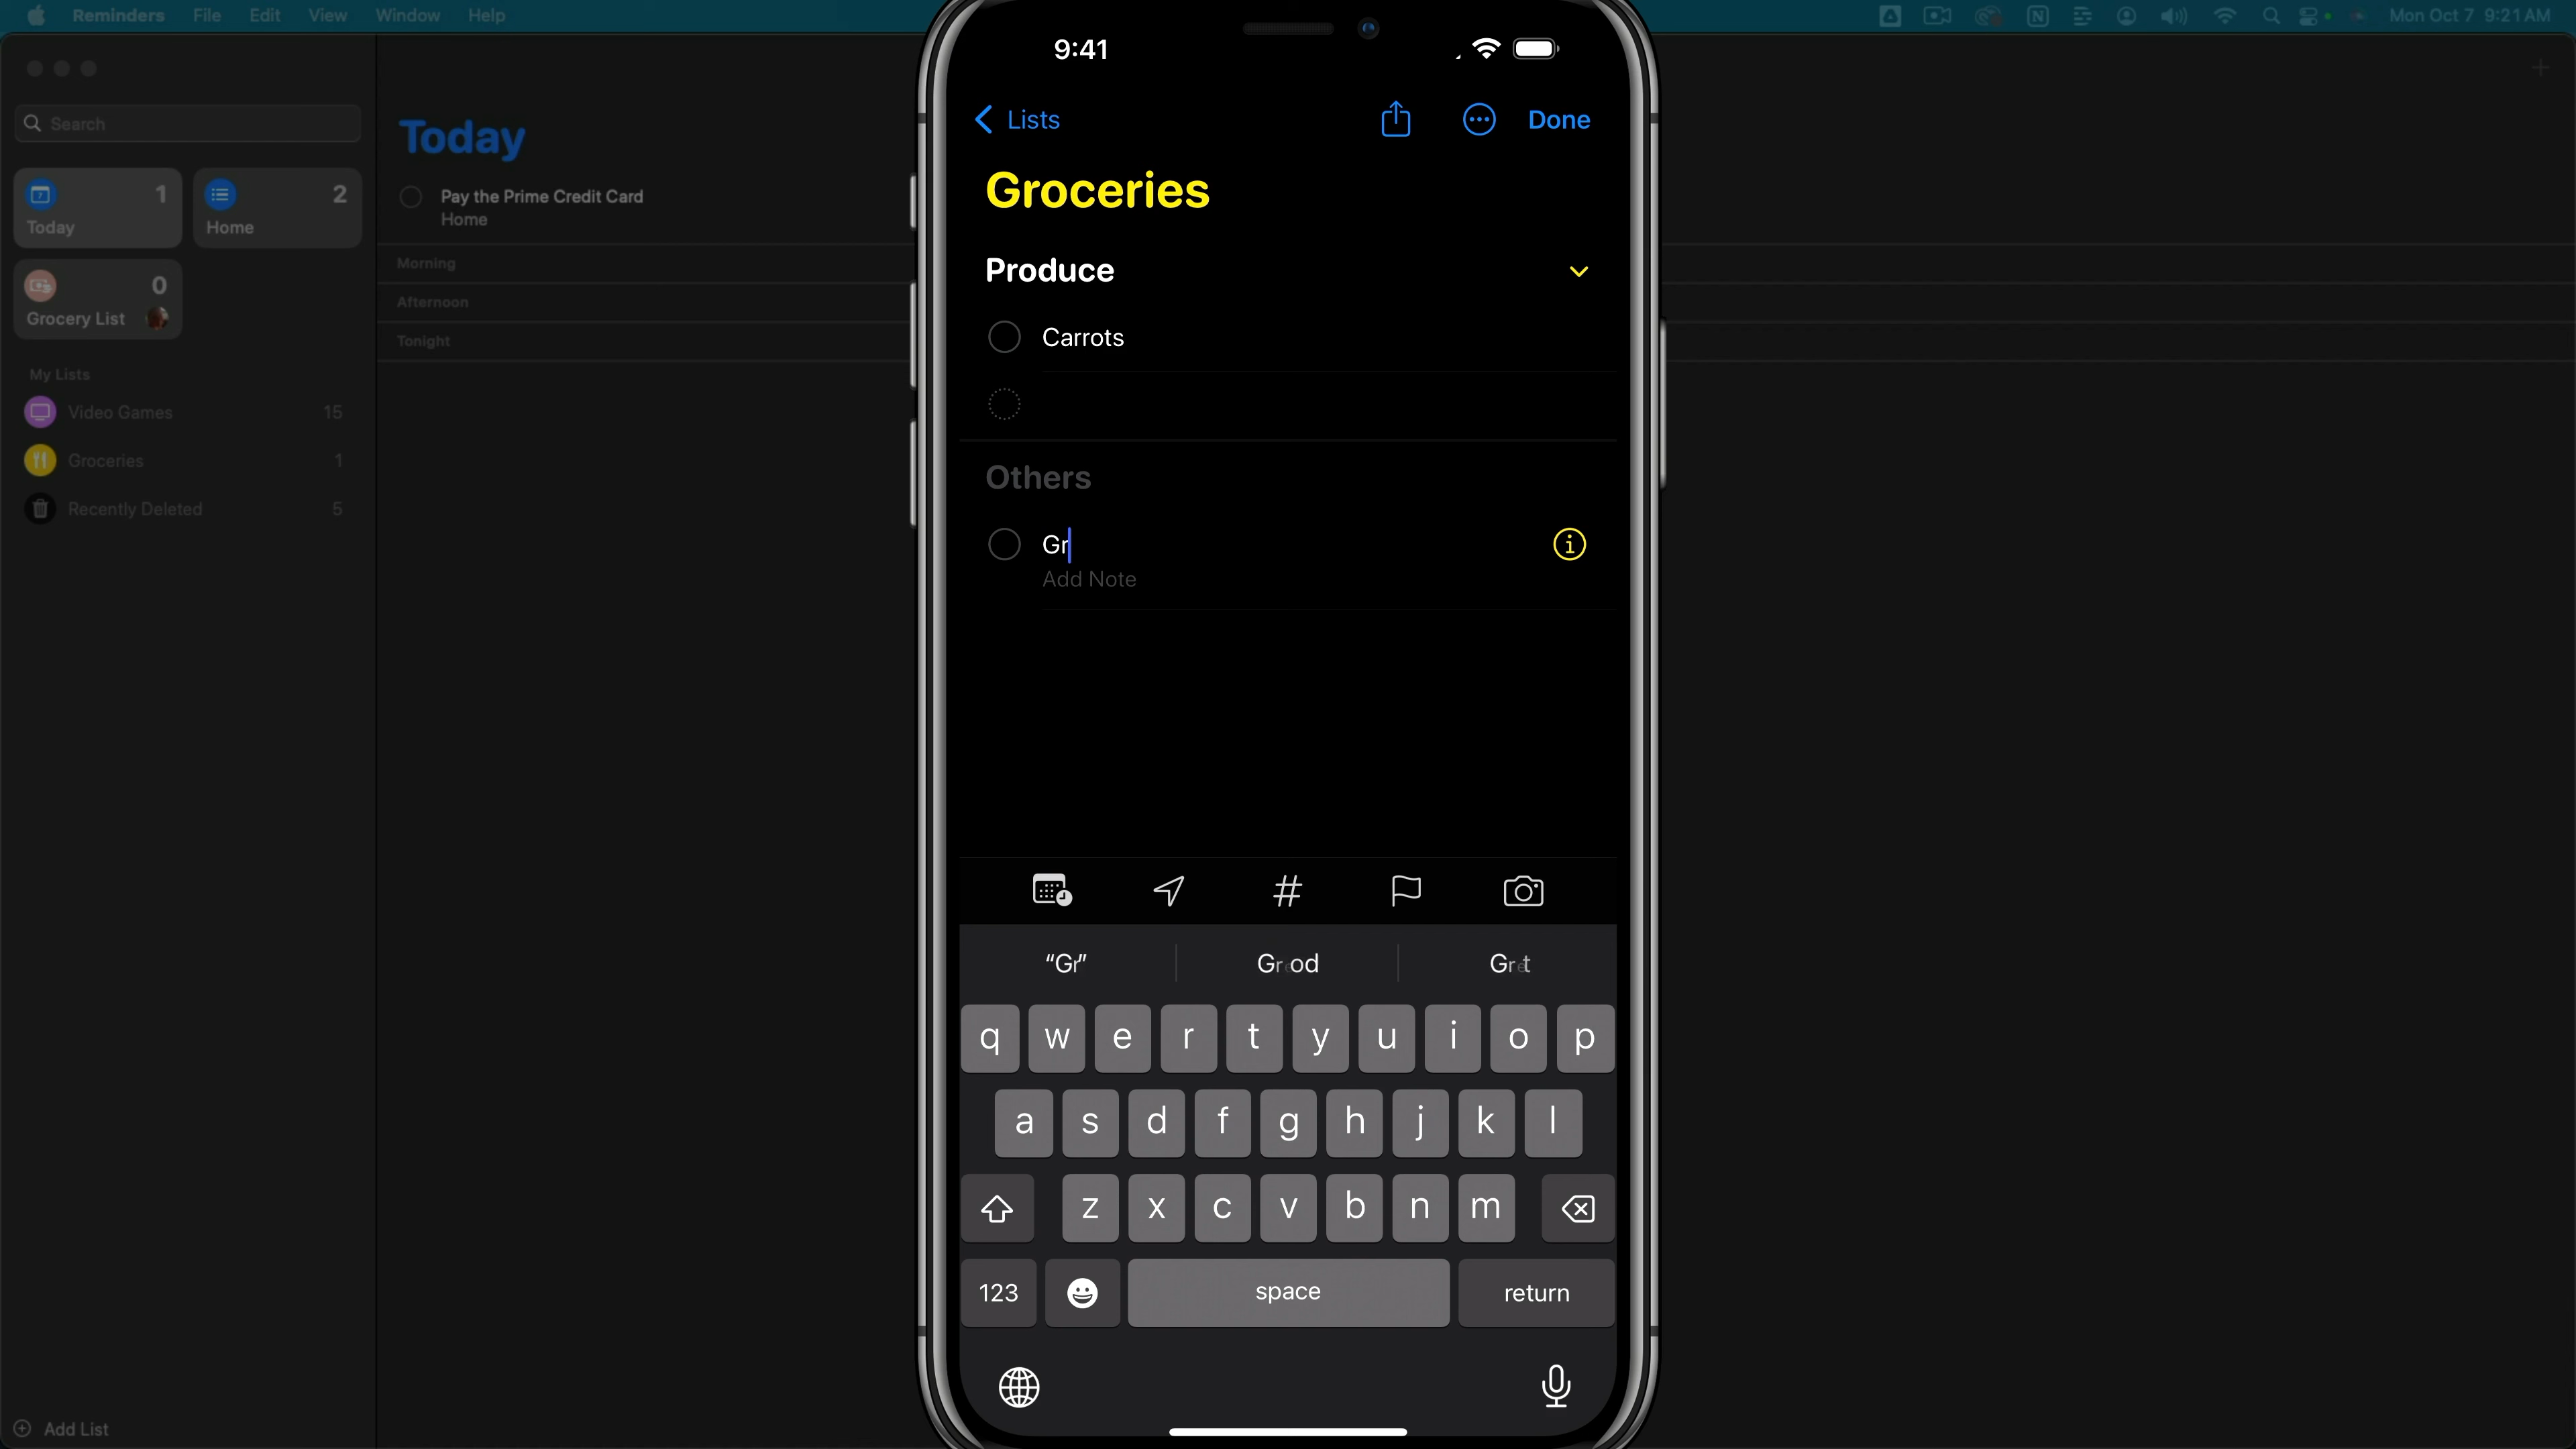 Reminders File Edit View Window Help
Mon Oct 7 9:21 AM
Search
1
Today
2
Home
0
Grocery List
My Lists
Video Games 15
Groceries 1
Recently Deleted 5
Add List
Today
Pay the Prime Credit Card
Home
Morning
Afternoon
Tonight
9:41
Lists
Done
Groceries
Produce
Carrots
Others
Gr
Add Note
#
"Gr"
q w e r t y u i o p
a s d f g h j k l
z x c v b n m
123 space return